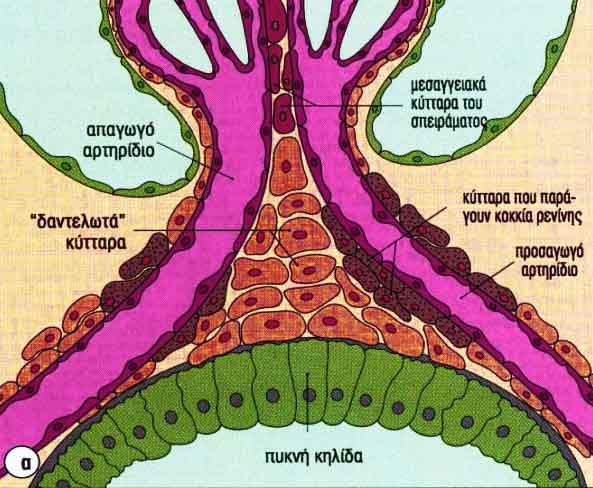 μεσαγγειακά
κύτταρα του
σπειράματος
απαγωγό
αρτηρίδιο
"δαντελωτά"
κύτταρα
κύτταρα που παρά-
γουν κοκκία ρενίνης
προσαγωγό
αρτηρίδιο
πυκνή κηλίδα
α